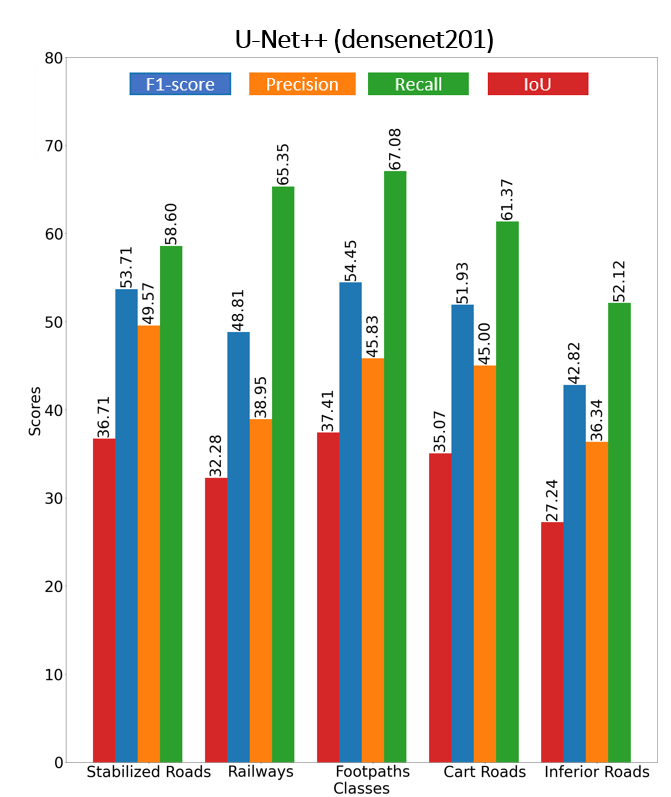 U-Net++ (densenet201)
F1-score Precision Recall IoU
80
70
60
50
40
30
20
10
0
Scores
36.71 53.71 49.57 58.60
32.28 48.81 38.95 65.35
37.41 54.45 45.83 67.08
35.07 51.93 45.00 61.37
27.24 42.82 36.34 52.12
Stabilized Roads Railways Footpaths Cart Roads Inferior Roads
Classes